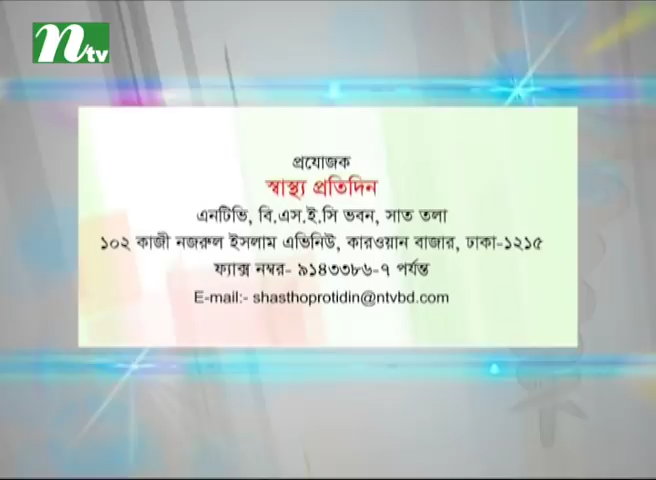 ntv
প্রযোজক
স্বাস্থ্য প্রতিদিন
এনটিভি, বি.এস.ই.সি ভবন, সাত তলা
১০২ কাজী নজরুল ইসলাম এভিনিউ, কারওয়ান বাজার, ঢাকা-১২১৫
ফ্যাক্স নম্বর- ৯১৪৩৩৮৬-৭ পর্যন্ত
E-mail:- shasthoprotidin@ntvbd.com